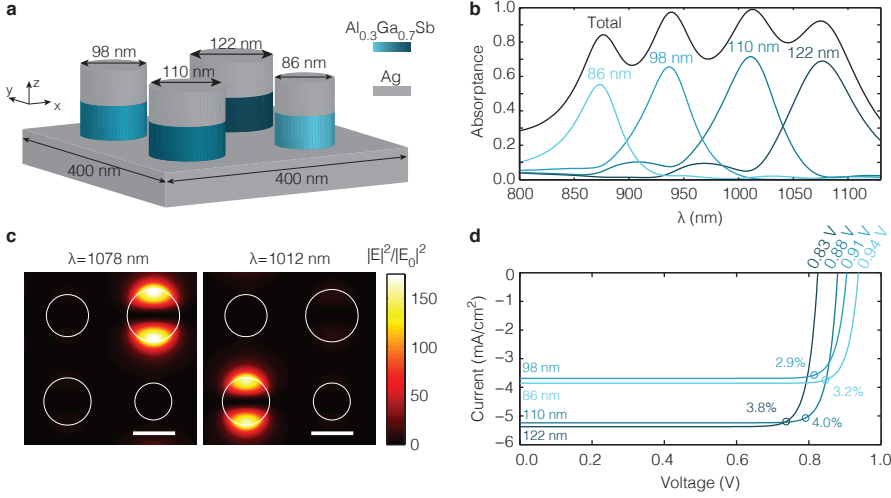 a
Al0.3Ga0.7Sb
Ag
98 nm
122 nm
110 nm
86 nm
z
y
x
400 nm
400 nm
b
Absorptance
1.0
0.8
0.6
0.4
0.2
0
Total
86 nm
98 nm
110 nm
122 nm
800
850
900
950
1000
1050
1100
λ (nm)
c
λ=1078 nm
λ=1012 nm
|E|²/|E₀|²
150
100
50
0
d
0.83 V
0.88 V
0.91 V
0.94 V
Current (mA/cm²)
0
−1
−2
−3
−4
−5
−6
98 nm
86 nm
110 nm
122 nm
2.9%
3.2%
3.8%
4.0%
0.0
0.2
0.4
0.6
0.8
1.0
Voltage (V)